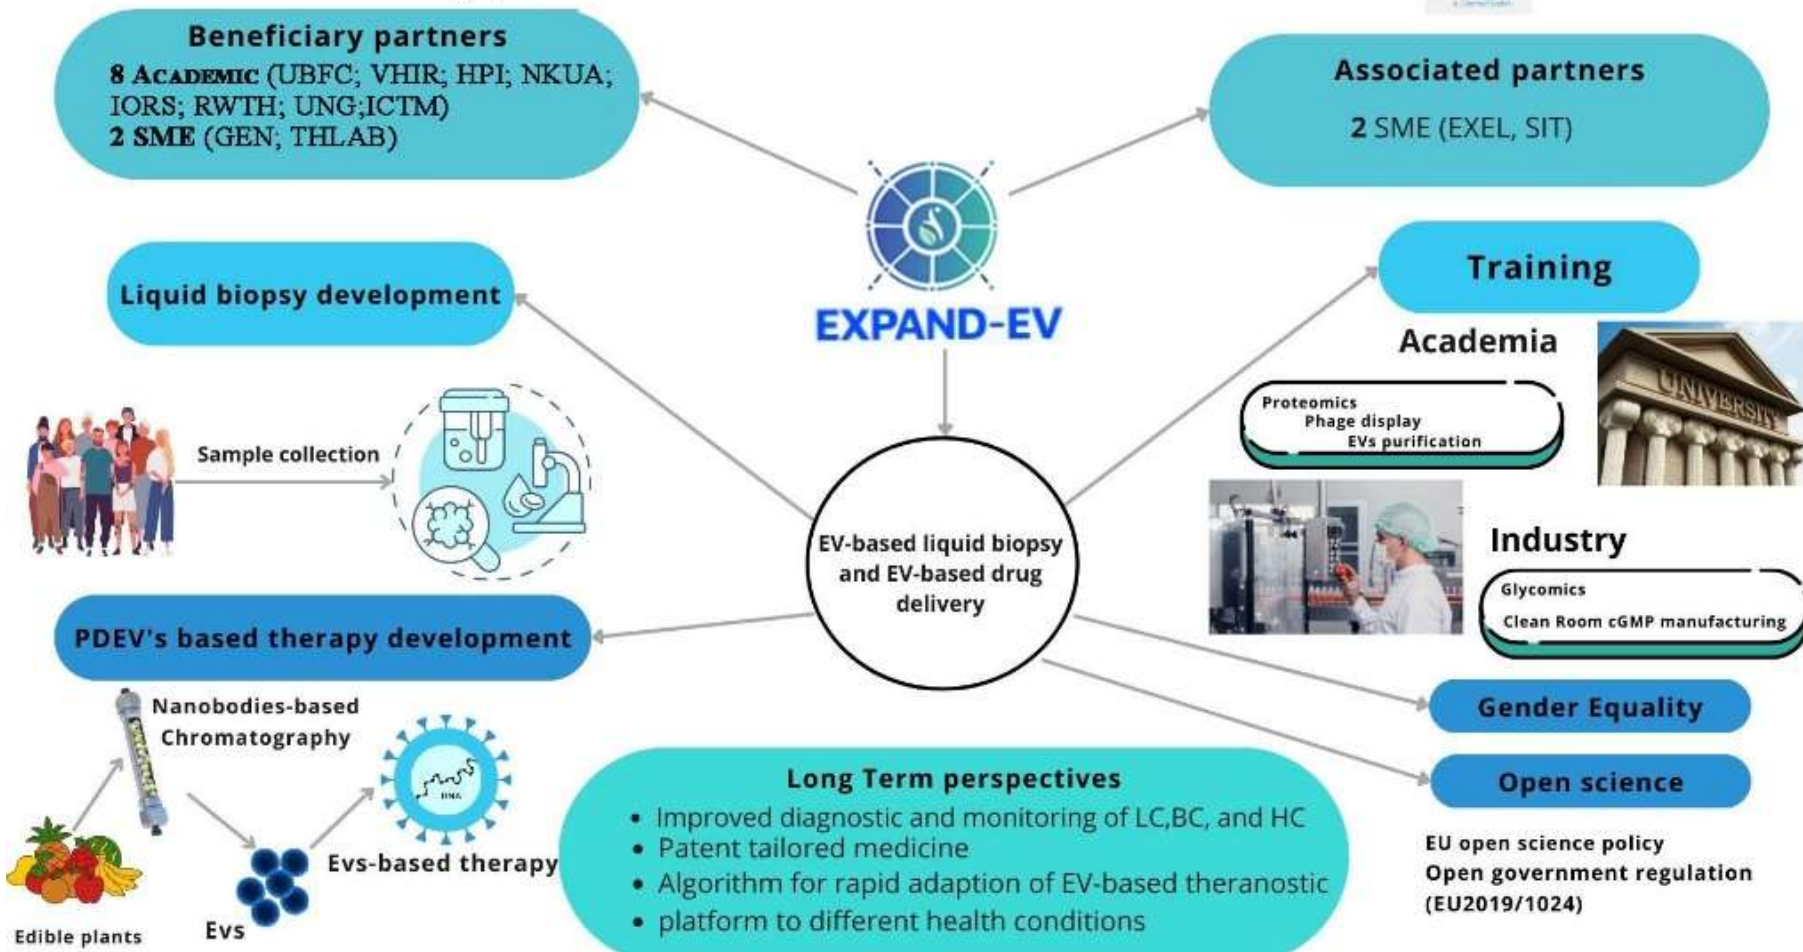 Beneficiary partners
8 ACADEMIC (UBFC; VHIR; HPI; NKUA;
IORS; RWTH; UNG;ICTM)
2 SME (GEN; THLAB)
Associated partners
2 SME (EXEL, SIT)
EXPAND-EV
Liquid biopsy development
Training
Academia
UNIVERSITY
Proteomics
Phage display
EVs purification
Sample collection
Industry
Glycomics
Clean Room cGMP manufacturing
EV-based liquid biopsy
and EV-based drug
delivery
PDEV's based therapy development
Nanobodies-based
Chromatography
Edible plants
Evs
Evs-based therapy
Gender Equality
Open science
EU open science policy
Open government regulation
(EU2019/1024)
Long Term perspectives
• Improved diagnostic and monitoring of LC,BC, and HC
• Patent tailored medicine
• Algorithm for rapid adaption of EV-based theranostic
• platform to different health conditions